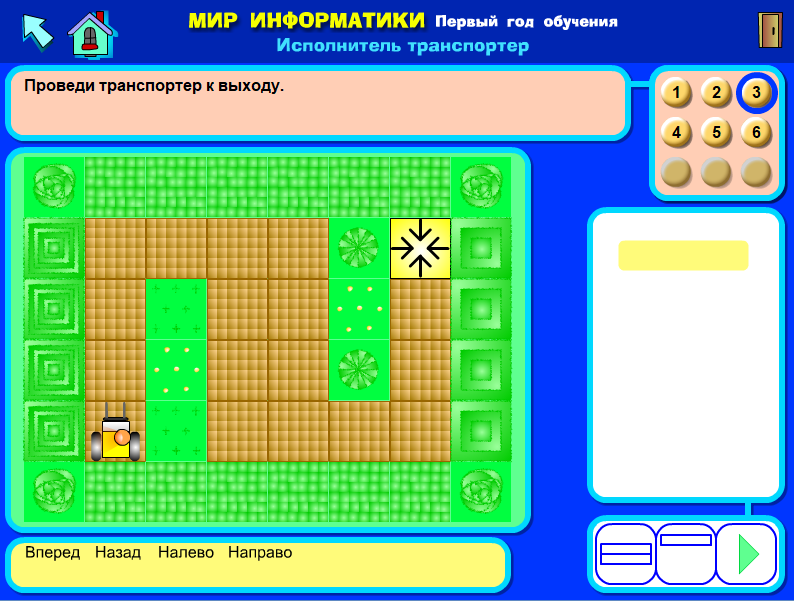 МИР ИНФОРМАТИКИ Первый год обучения
Исполнитель транспортер
Проведи транспортер к выходу.
1 2 3
4 5 6
Вперед Назад Налево Направо